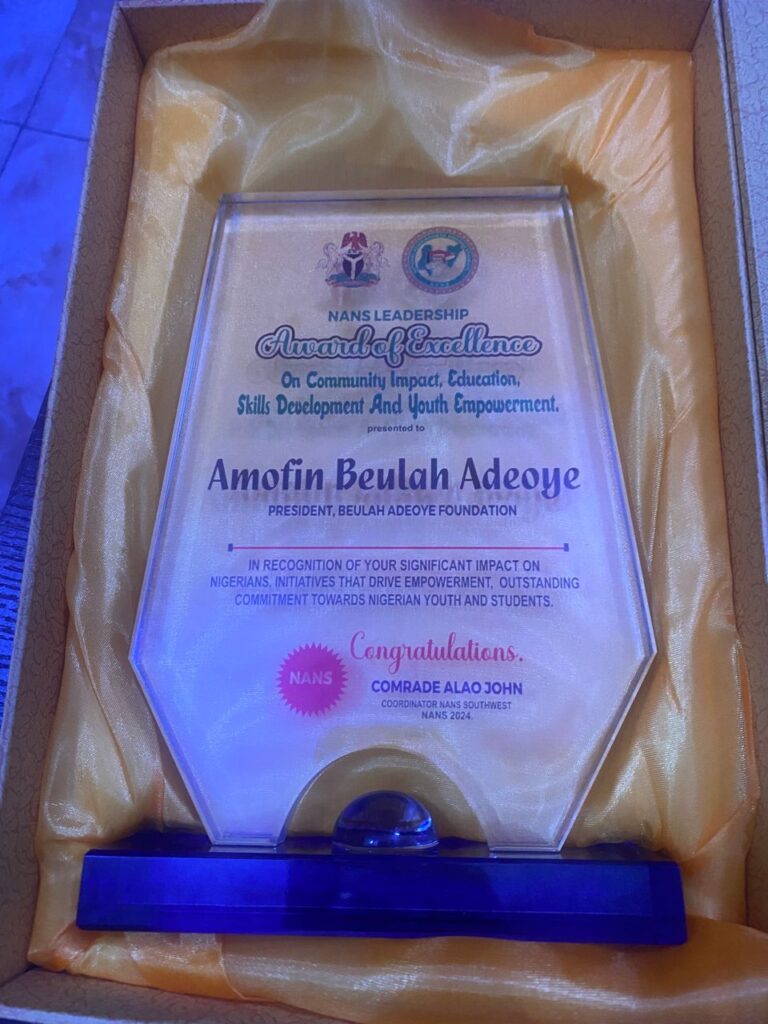 NANS LEADERSHIP
Award of Excellence
On Community Impact, Education,
Skills Development And Youth Empowerment.
presented to
Amofin Beulah Adeoye
PRESIDENT, BEULAH ADEOYE FOUNDATION
IN RECOGNITION OF YOUR SIGNIFICANT IMPACT ON
NIGERIANS, INITIATIVES THAT DRIVE EMPOWERMENT, OUTSTANDING
COMMITMENT TOWARDS NIGERIAN YOUTH AND STUDENTS.
Congratulations.
NANS
COMRADE ALAO JOHN
COORDINATOR NANS SOUTHWEST
NANS 2024.